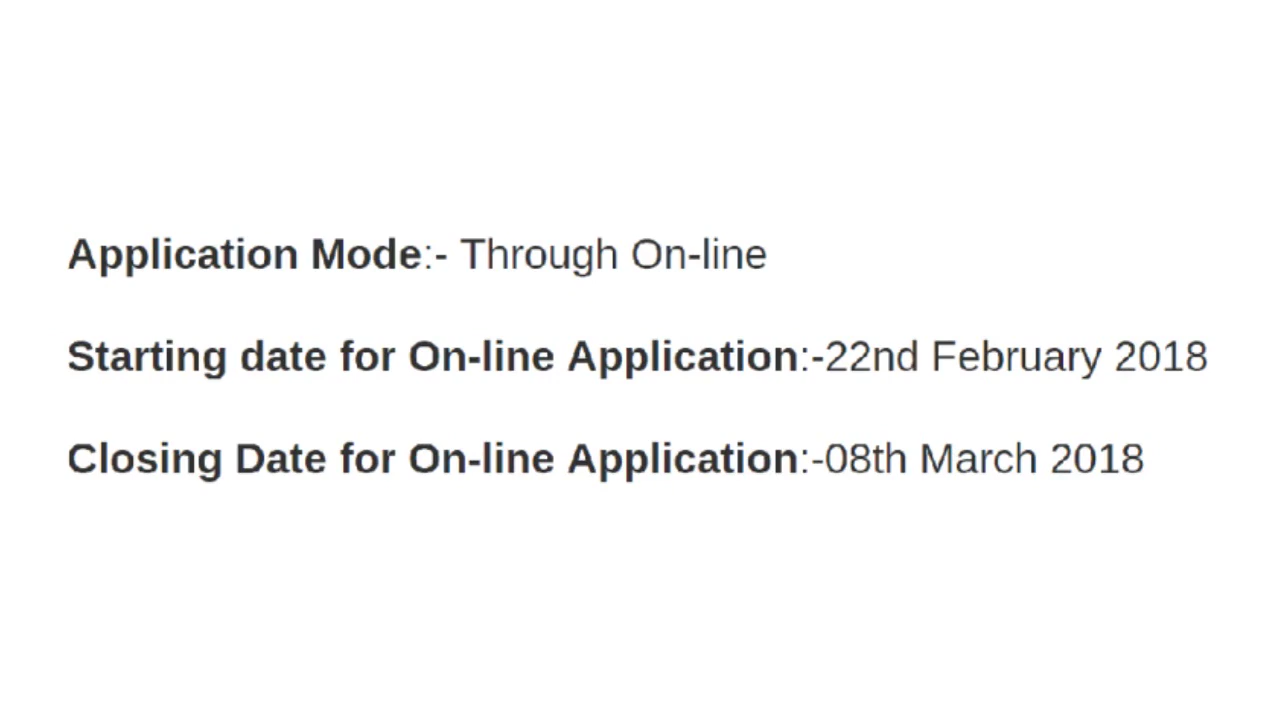 Application Mode:- Through On-line
Starting date for On-line Application:-22nd February 2018
Closing Date for On-line Application:-08th March 2018